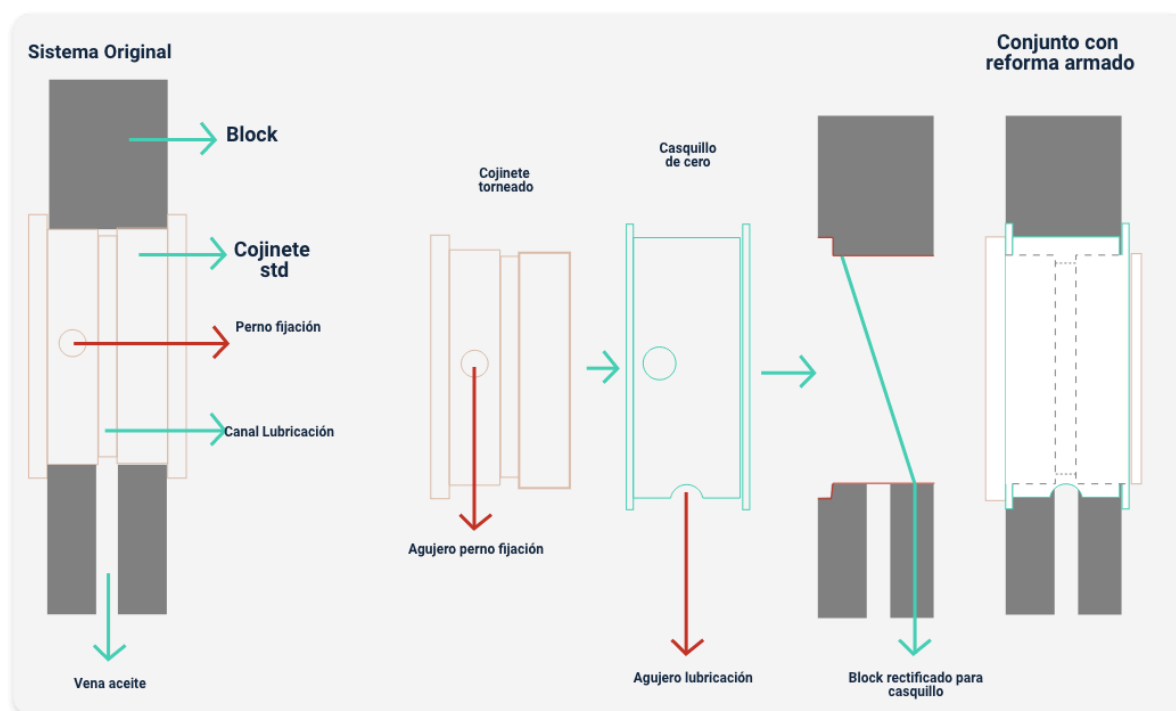 Sistema Original
Block
Cojinete
std
Perno fijación
Canal Lubricación
Vena aceite
Cojinete
torneado
Agujero perno fijación
Casquillo
de cero
Agujero lubricación
Block rectificado para
casquillo
Conjunto con
reforma armado